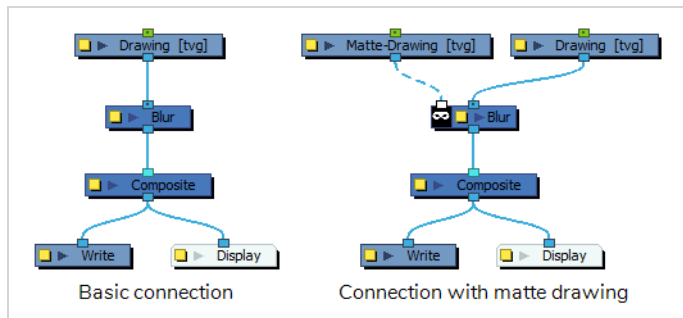 Drawing [tvg]
Matte-Drawing [tvg]
Drawing [tvg]
Blur
Blur
Composite
Composite
Write
Display
Write
Display
Basic connection
Connection with matte drawing